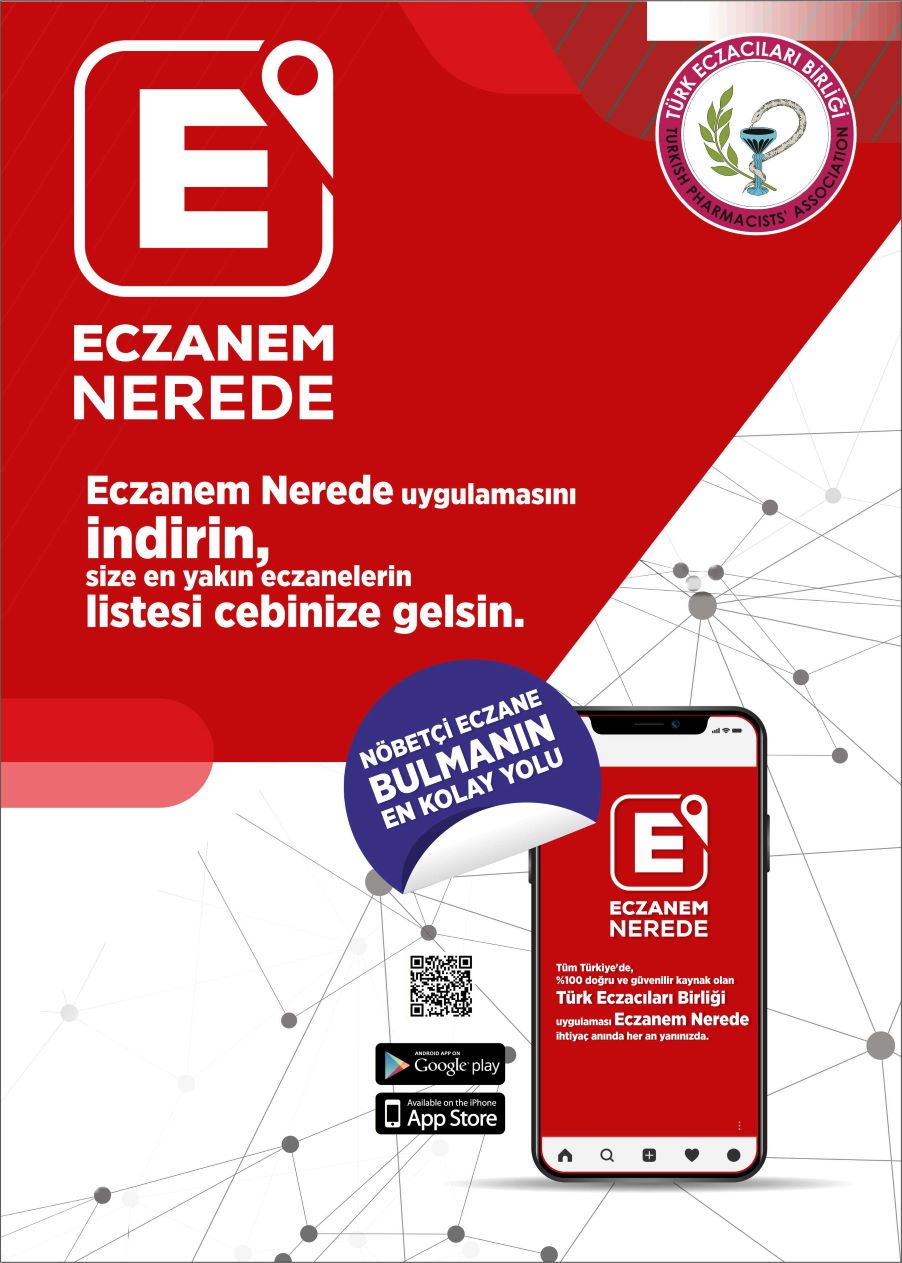 E
TÜRK ECZACILARI BİRLİĞİ
TURKISH PHARMACISTS' ASSOCIATION
ECZANEM
NEREDE
Eczanem Nerede uygulamasını
indirin,
size en yakın eczanelerin
listesi cebinize gelsin.
NÖBETÇİ ECZANE
BULMANIN
EN KOLAY YOLU
E
ECZANEM
NEREDE
Tüm Türkiye'de,
%100 doğru ve güvenilir kaynak olan
Türk Eczacıları Birliği
uygulaması Eczanem Nerede
ihtiyaç anında her an yanınızda.
ANDROID APP ON
Google play
Available on the iPhone
App Store